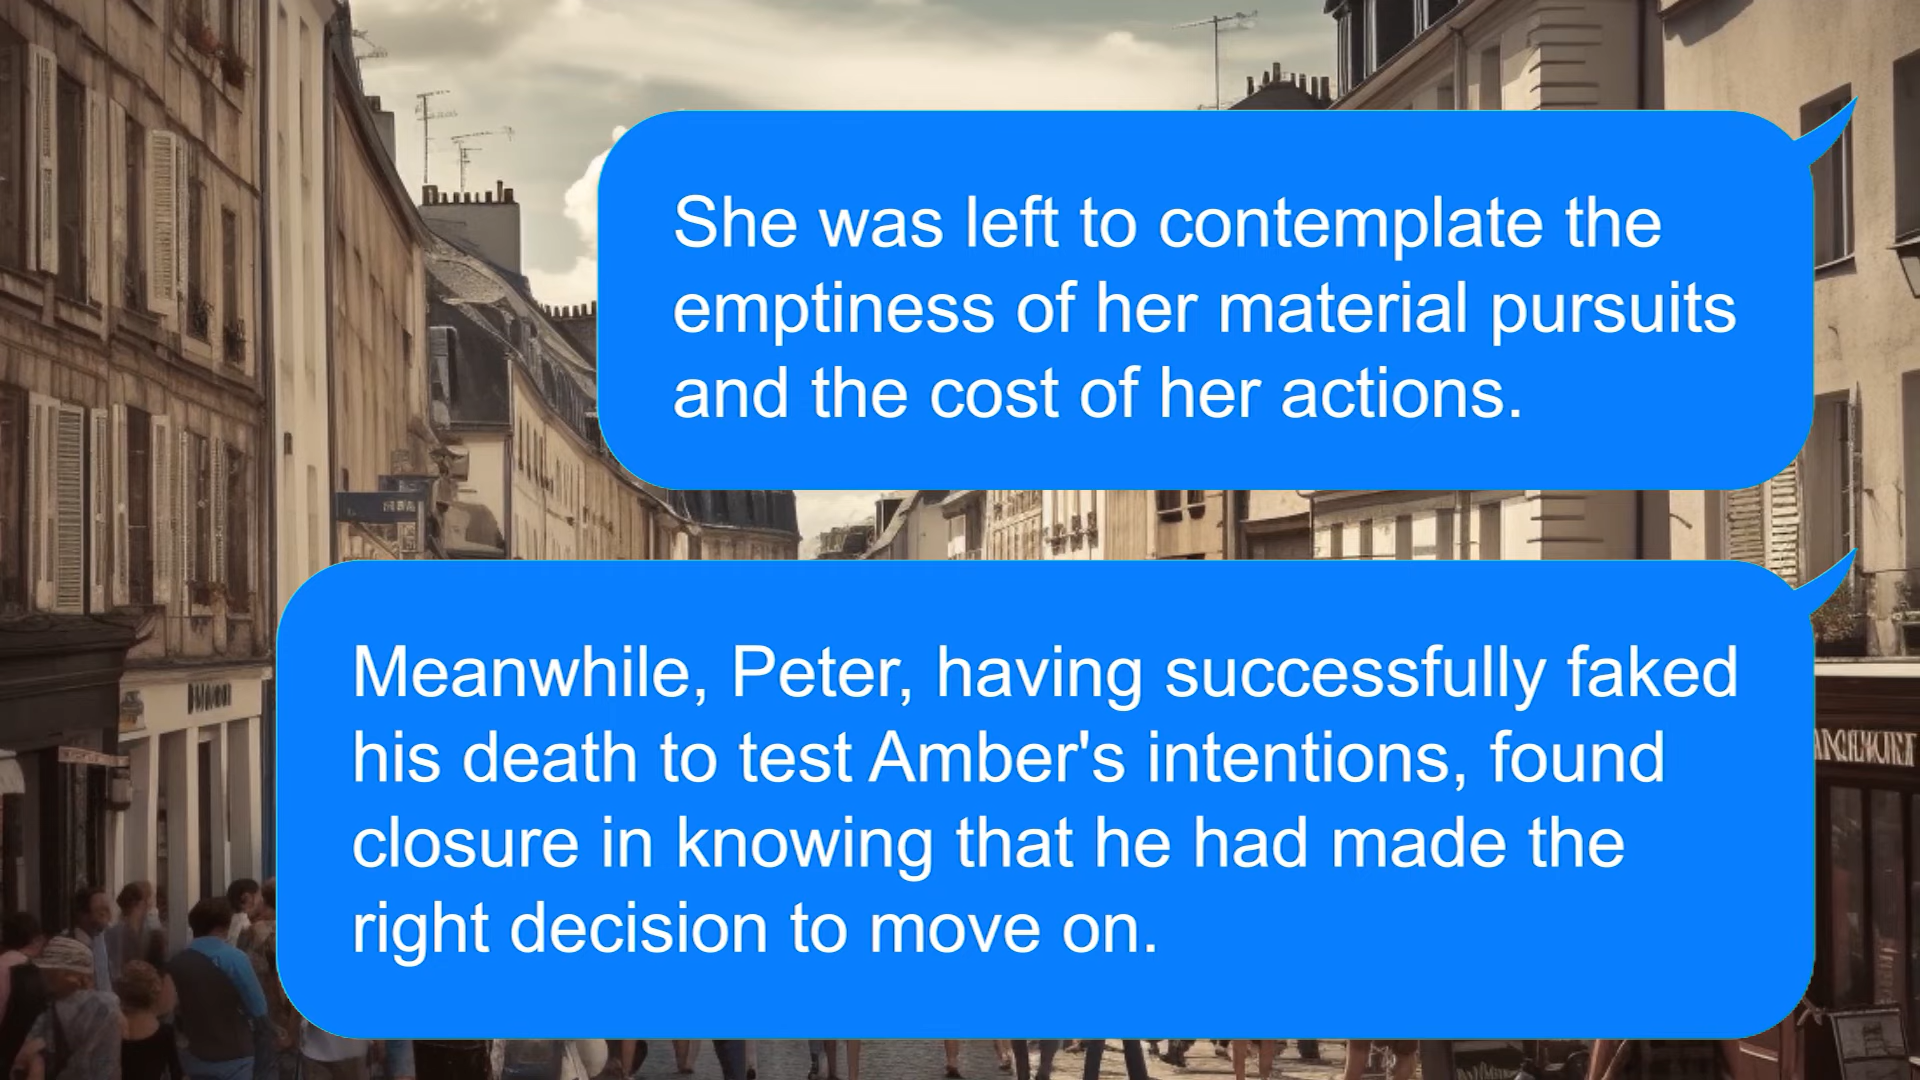 She was left to contemplate the
emptiness of her material pursuits
and the cost of her actions.
Meanwhile, Peter, having successfully faked
his death to test Amber's intentions, found
closure in knowing that he had made the
right decision to move on.